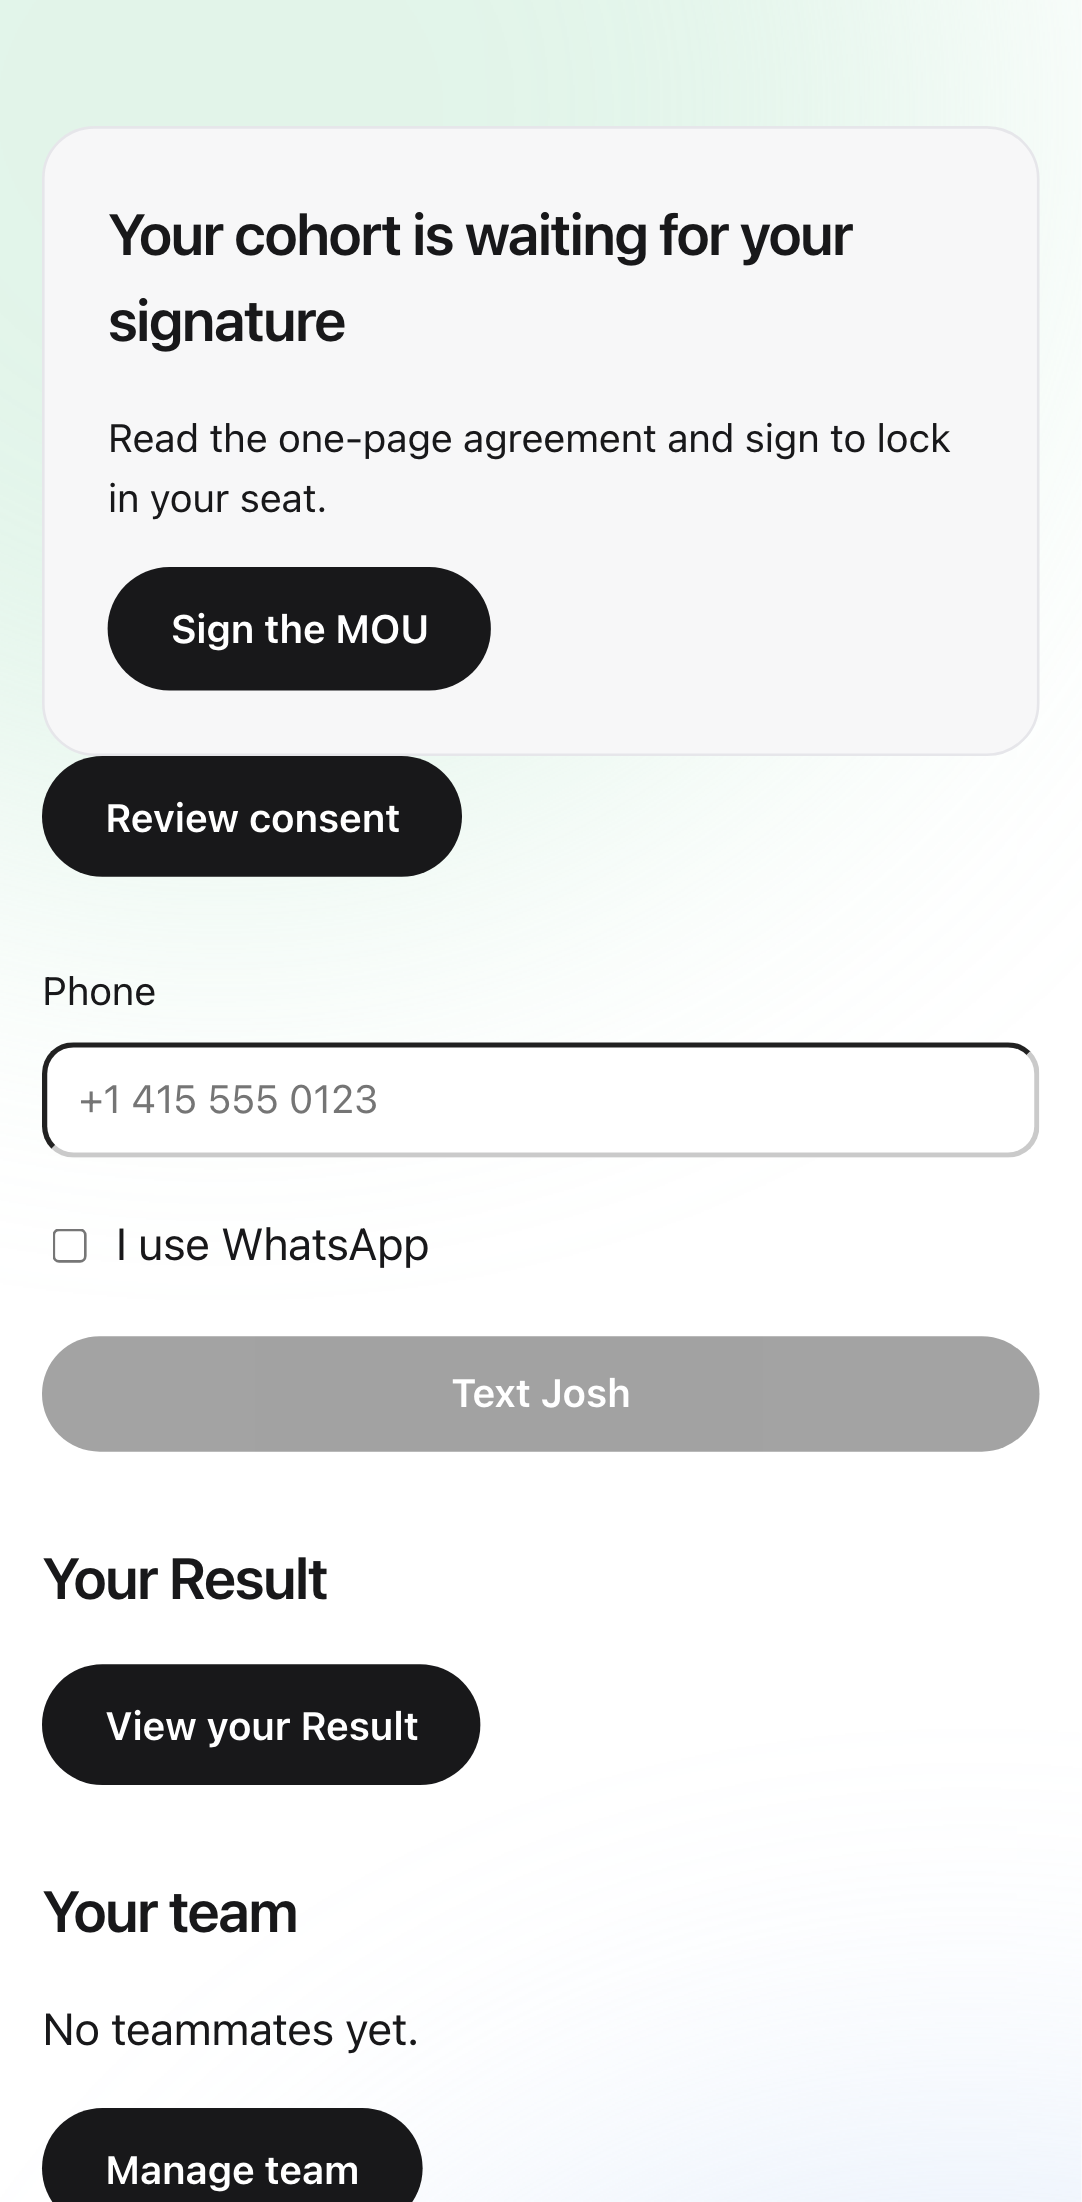 Your cohort is waiting for your
signature
Read the one-page agreement and sign to lock
in your seat.
Sign the MOU
Review consent
Phone
+1 415 555 0123
I use WhatsApp
Text Josh
Your Result
View your Result
Your team
No teammates yet.
Manage team